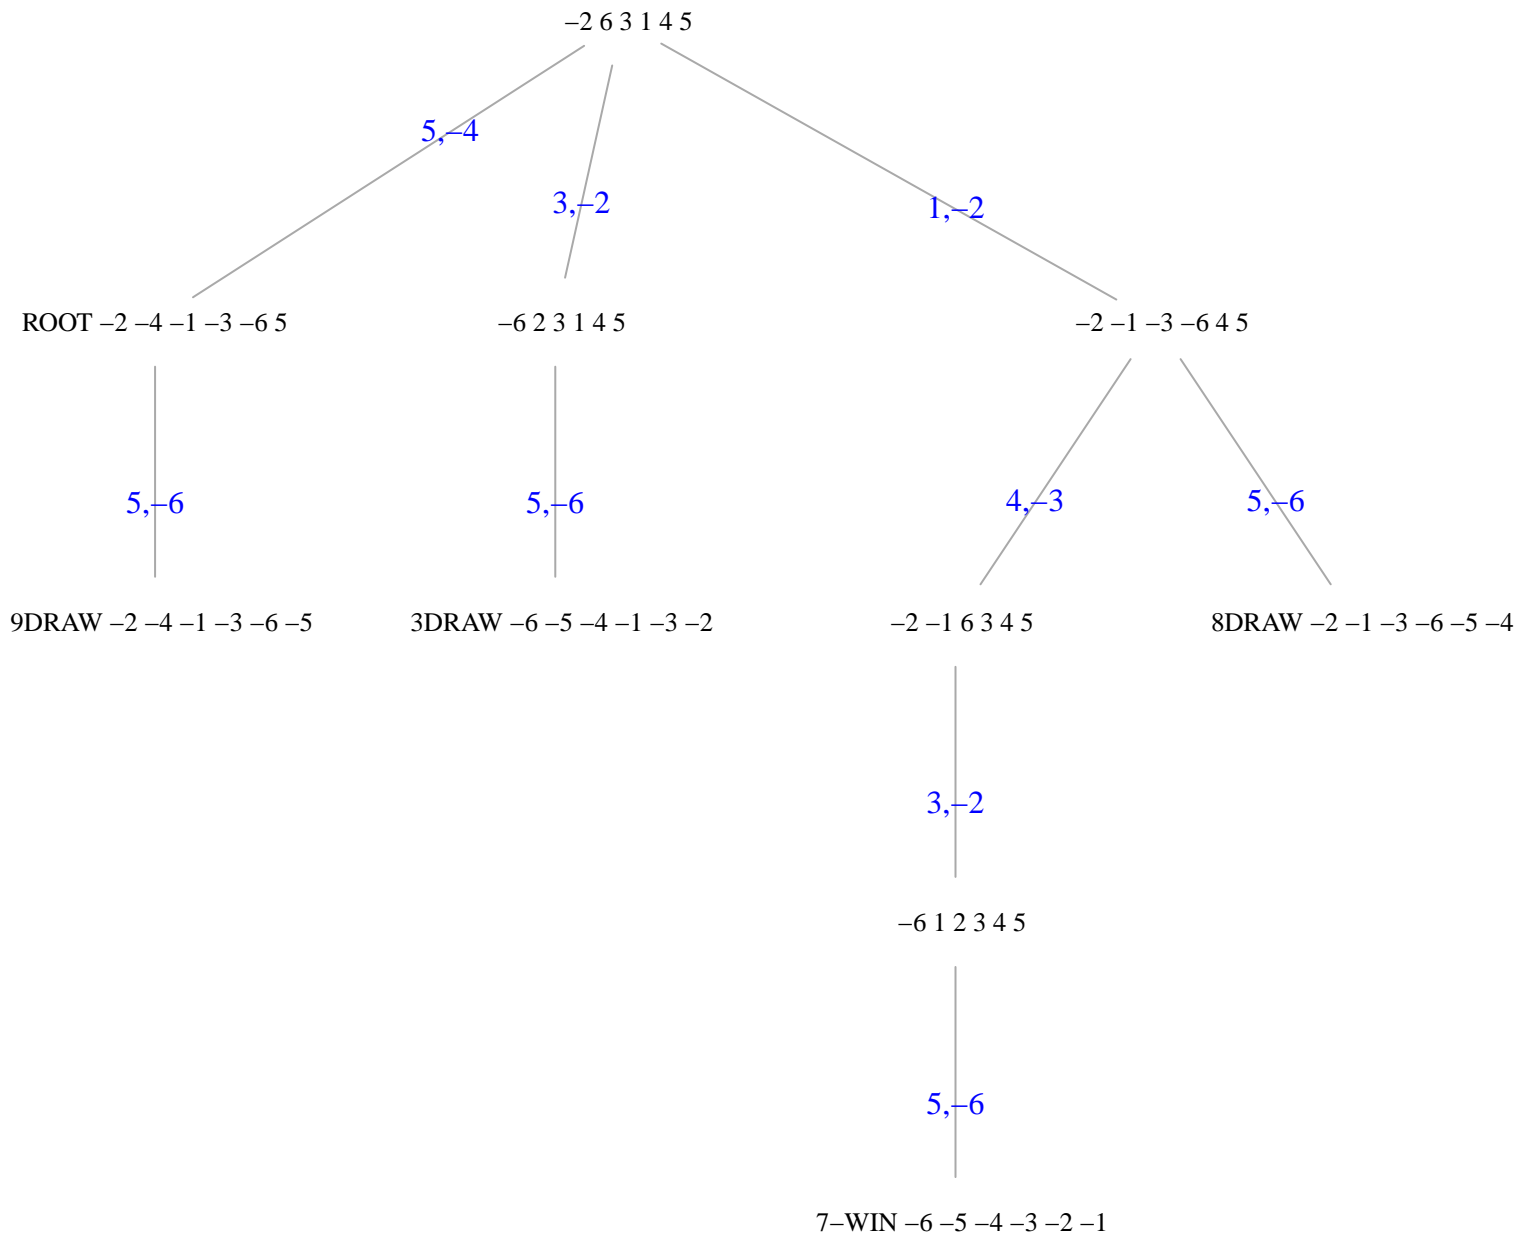 –2 6 3 1 4 5
5,–4
3,–2
1,–2
ROOT –2 –4 –1 –3 –6 5
–6 2 3 1 4 5
–2 –1 –3 –6 4 5
5,–6
5,–6
4,–3
5,–6
9DRAW –2 –4 –1 –3 –6 –5
3DRAW –6 –5 –4 –1 –3 –2
–2 –1 6 3 4 5
8DRAW –2 –1 –3 –6 –5 –4
3,–2
–6 1 2 3 4 5
5,–6
7–WIN –6 –5 –4 –3 –2 –1